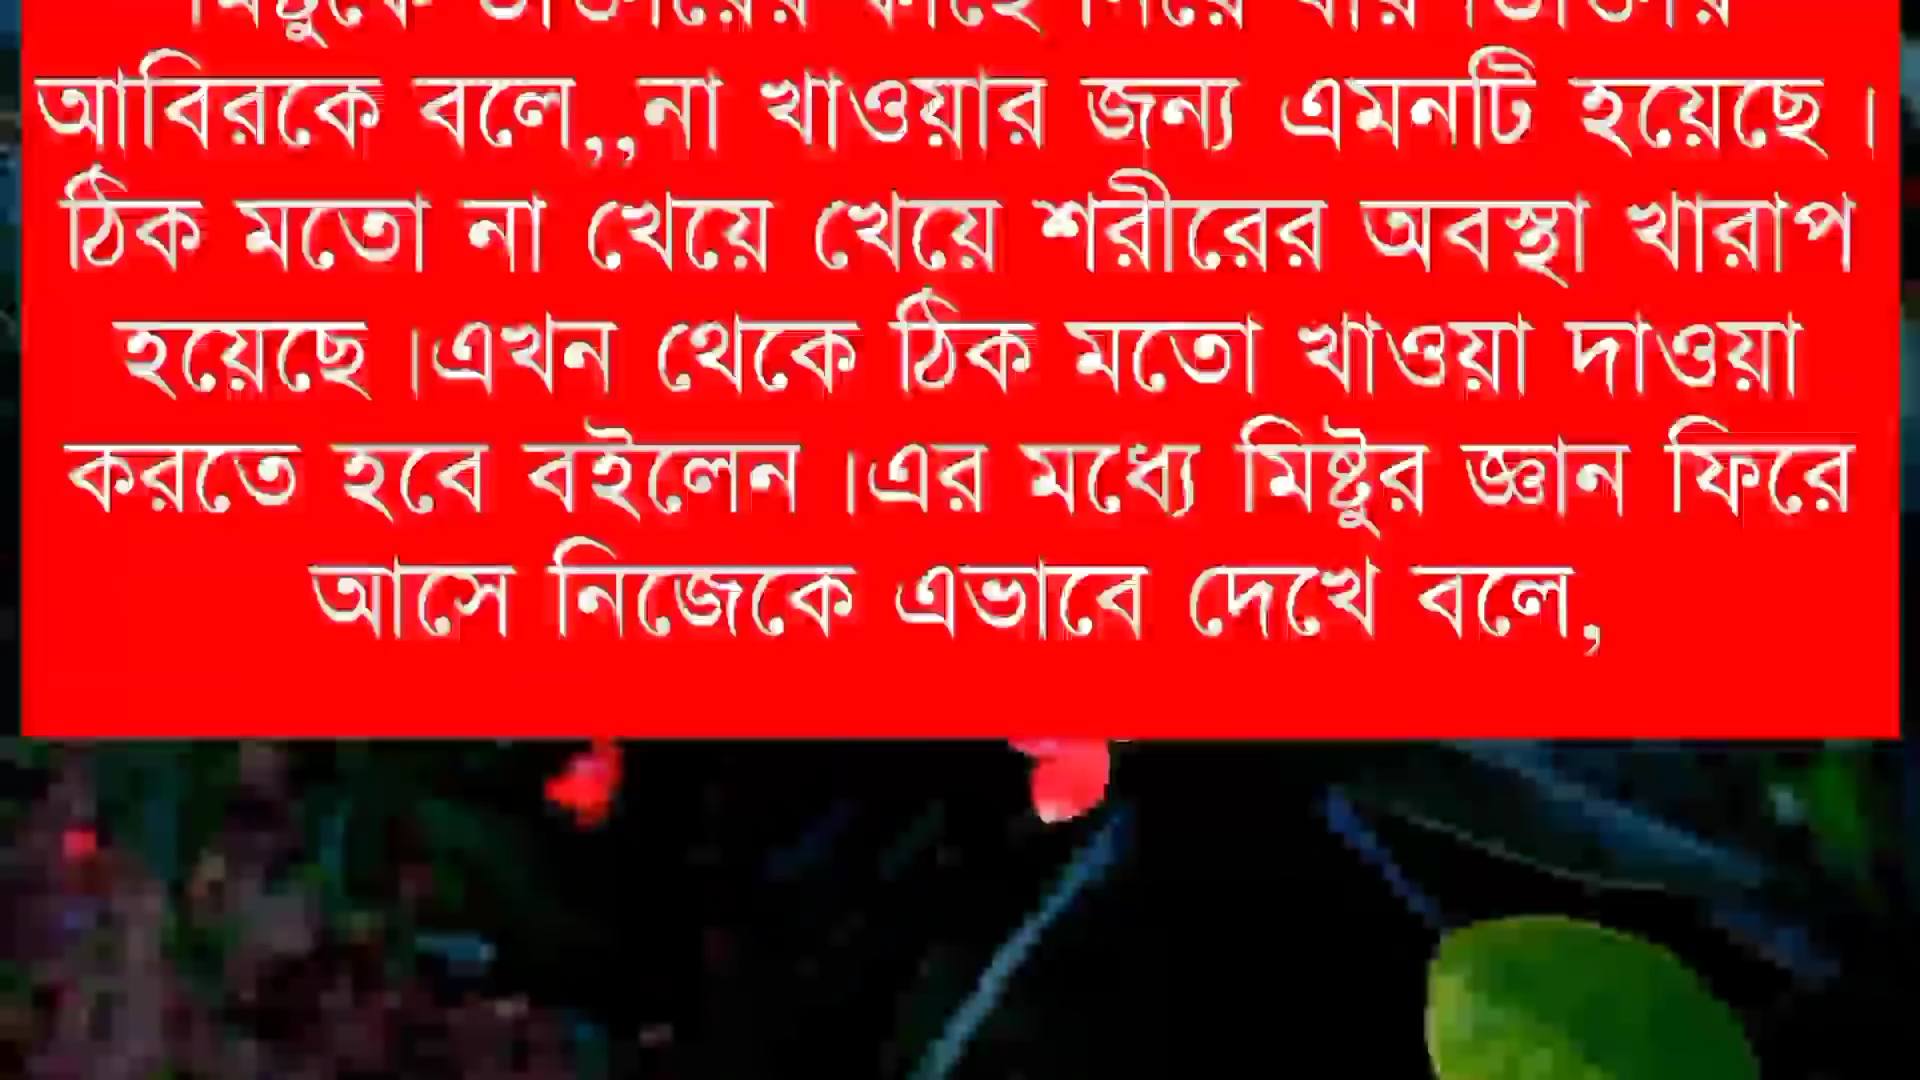 মিষ্টুকে ডাক্তারের কাছে নিয়ে যায়
আবিরকে বলে,,না খাওয়ার জন্য এমনটি হয়েছে।
ঠিক মতো না খেয়ে খেয়ে শরীরের অবস্থা খারাপ
হয়েছে।এখন থেকে ঠিক মতো খাওয়া দাওয়া
করতে হবে বইলেন।এর মধ্যে মিষ্টুর জ্ঞান ফিরে
আসে নিজেকে এভাবে দেখে বলে,